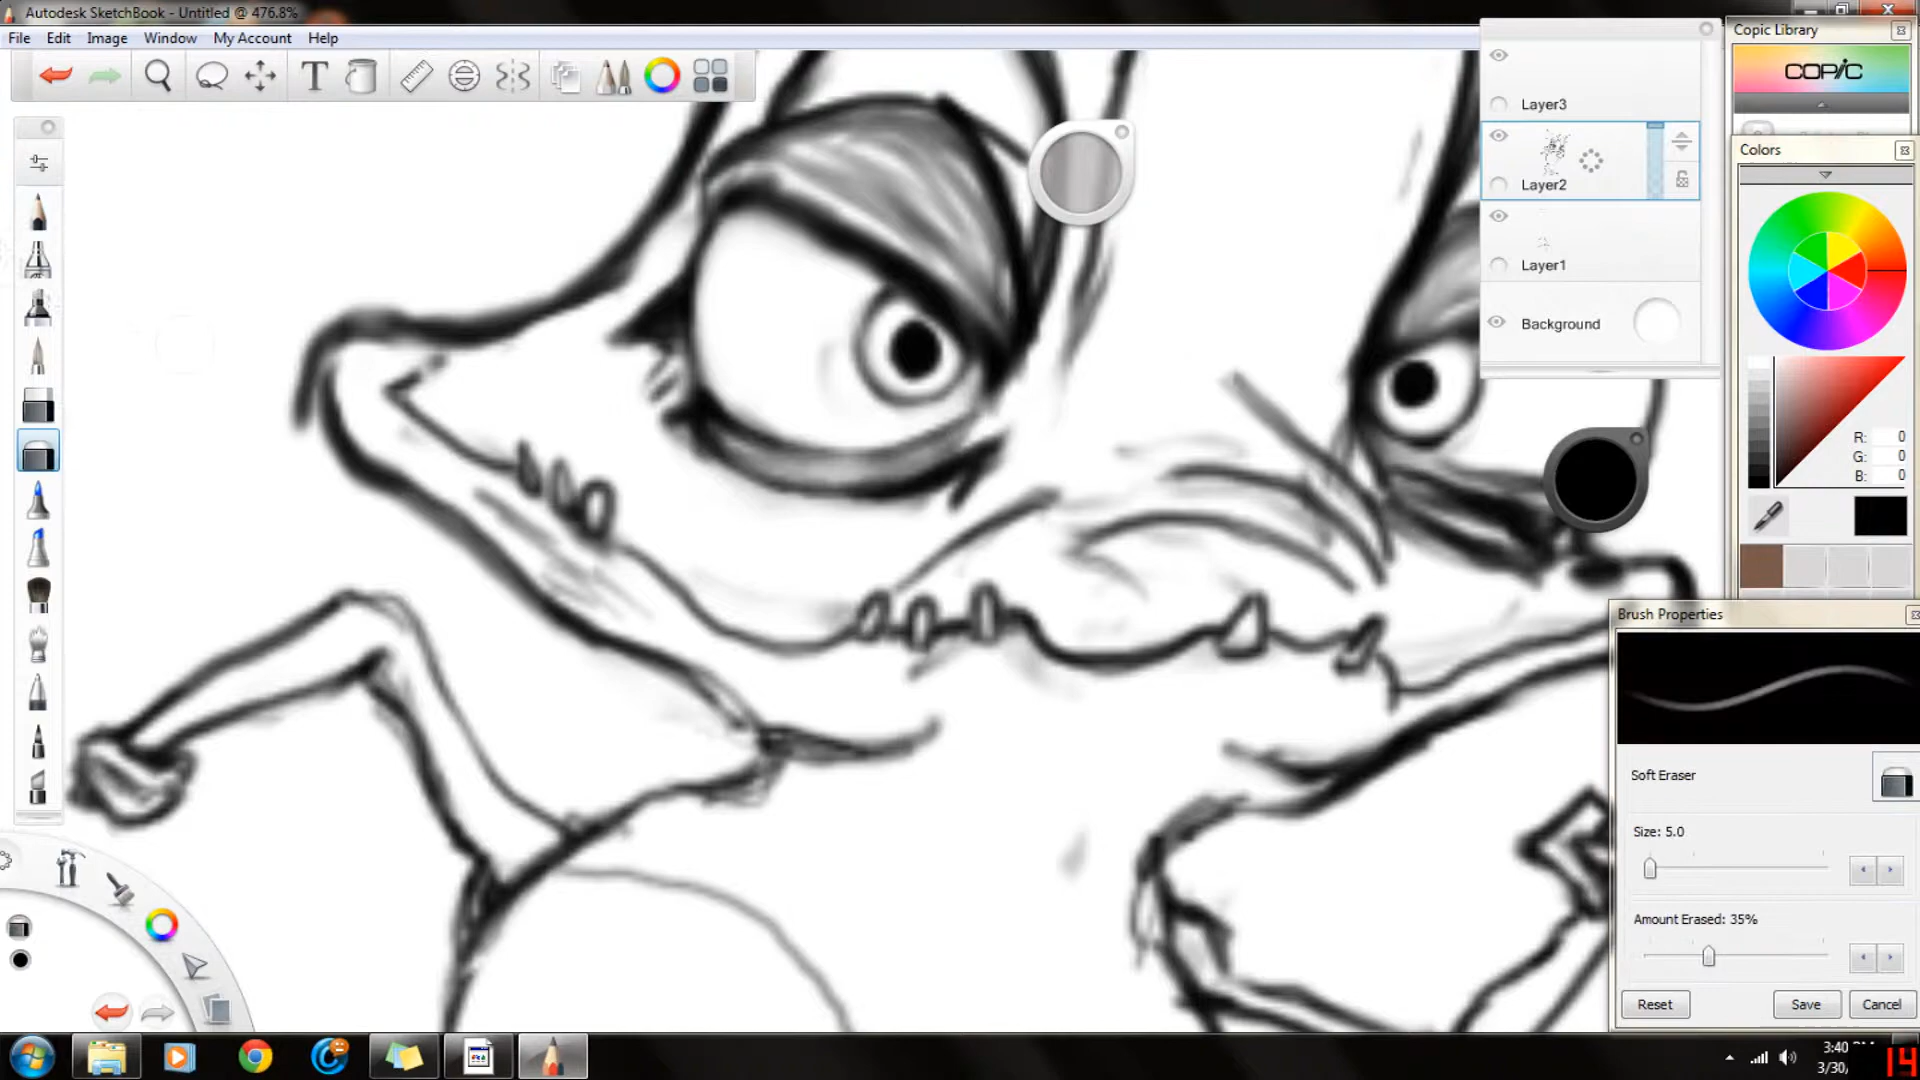 Autodesk SketchBook - Untitled @ 476.8%
File Edit Image Window My Account Help
T
Layer3
Layer2
Layer1
Background
Copic Library
COPIC
Colors
R: 0
G: 0
B: 0
Brush Properties
Soft Eraser
Size: 5.0
Amount Erased: 35%
Reset Save Cancel
3:40
3/30,
14